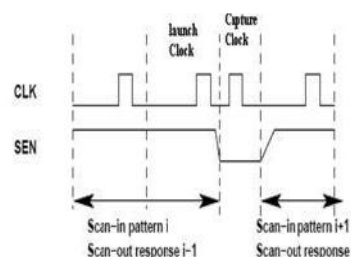 launch
Clock
Capture
Clock
CLK
SEN
Scan-in pattern i
Scan-out response i-1
Scan-in pattern i+1
Scan-out response